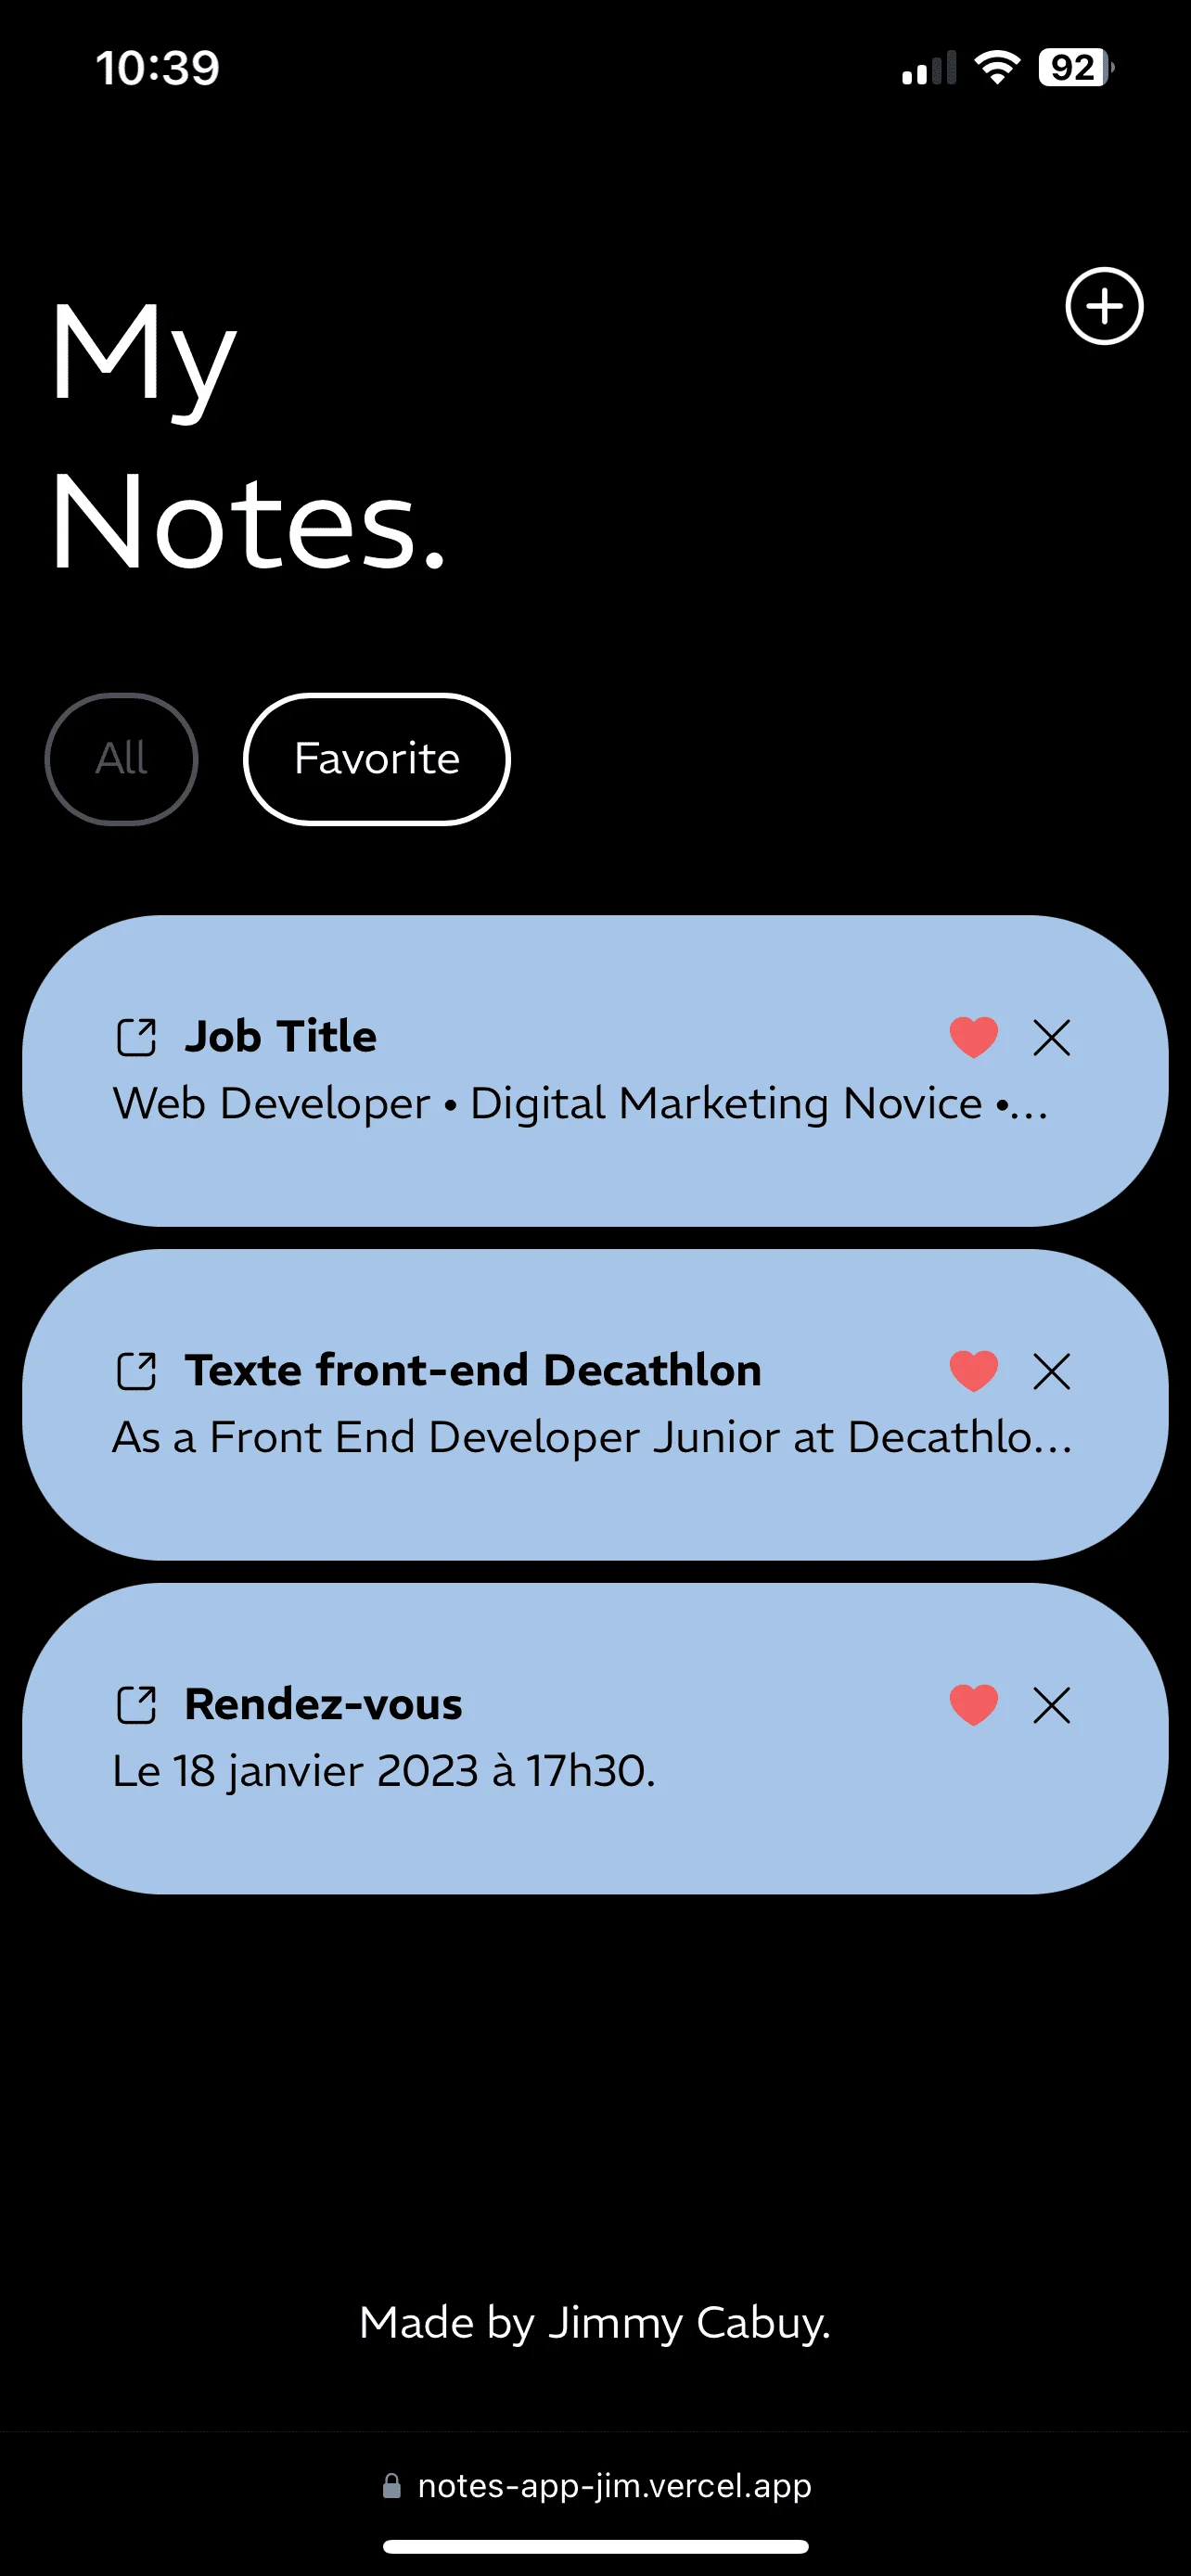 10:39
92
My
Notes.
All
Favorite
Job Title
Web Developer • Digital Marketing Novice •...
Texte front-end Decathlon
As a Front End Developer Junior at Decathlo...
Rendez-vous
Le 18 janvier 2023 à 17h30.
Made by Jimmy Cabuy.
notes-app-jim.vercel.app